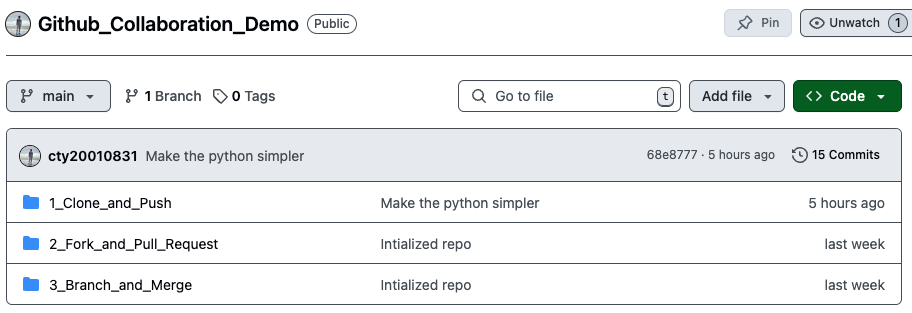 Github_Collaboration_Demo Public Pin Unwatch 1
main 1 Branch 0 Tags Go to file t Add file Code
cty20010831 Make the python simpler 68e8777 · 5 hours ago 15 Commits
1_Clone_and_Push Make the python simpler 5 hours ago
2_Fork_and_Pull_Request Intialized repo last week
3_Branch_and_Merge Intialized repo last week